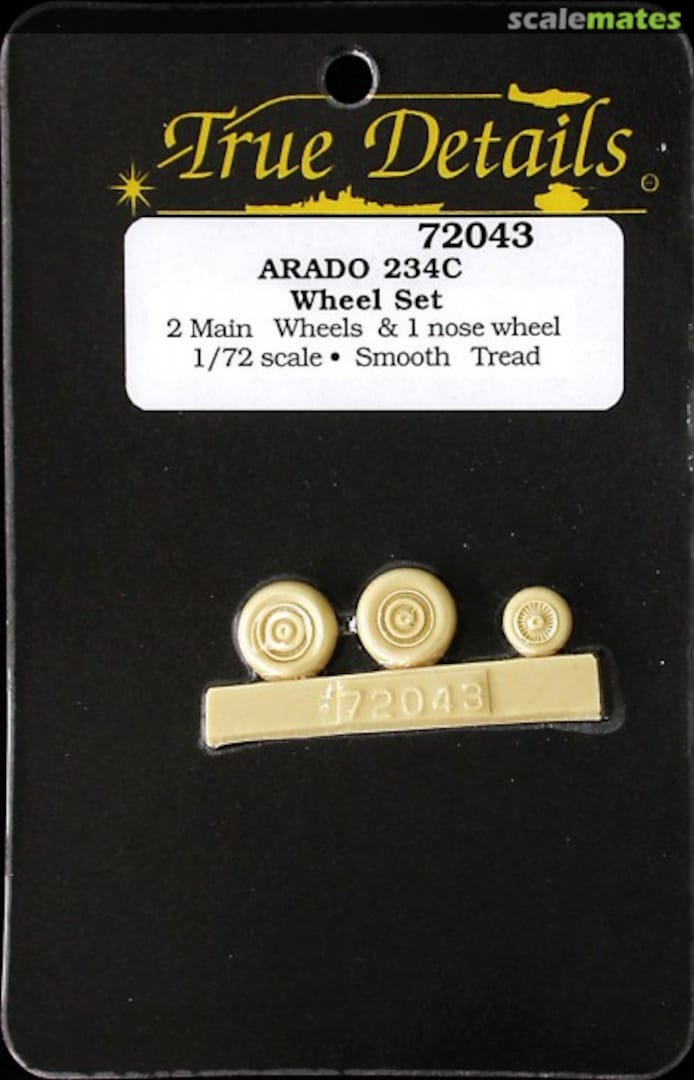 scalemates
True Details
72043
ARADO 234C
Wheel Set
2 Main Wheels & 1 nose wheel
1/72 scale • Smooth Tread
72043